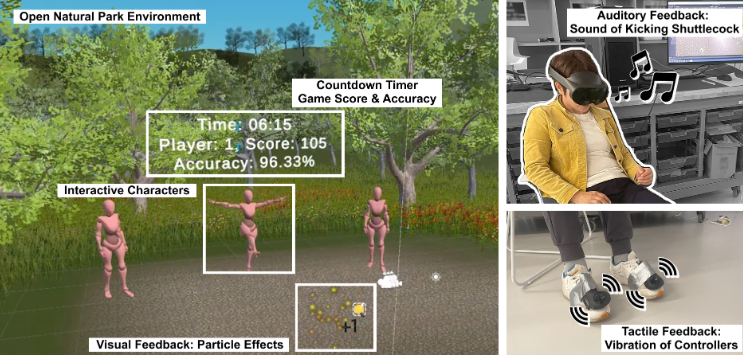 Open Natural Park Environment
Countdown Timer
Game Score & Accuracy
Time: 06:15
Player: 1, Score: 105
Accuracy: 96.33%
Interactive Characters
+1
Visual Feedback: Particle Effects
Auditory Feedback:
Sound of Kicking Shuttlecock
Tactile Feedback:
Vibration of Controllers